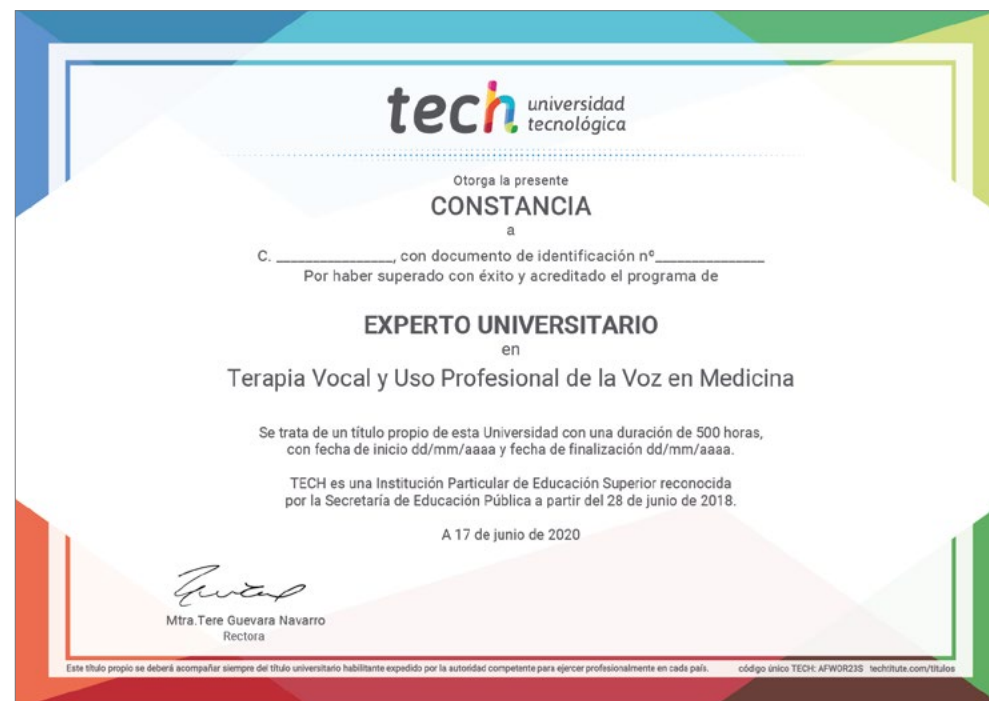 tech universidad
tecnológica
Otorga la presente
CONSTANCIA
a
C. ________________, con documento de identificación nº_______________
Por haber superado con éxito y acreditado el programa de
EXPERTO UNIVERSITARIO
en
Terapia Vocal y Uso Profesional de la Voz en Medicina
Se trata de un título propio de esta Universidad con una duración de 500 horas,
con fecha de inicio dd/mm/aaaa y fecha de finalización dd/mm/aaaa.
TECH es una Institución Particular de Educación Superior reconocida
por la Secretaría de Educación Pública a partir del 28 de junio de 2018.
A 17 de junio de 2020
Mtra.Tere Guevara Navarro
Rectora
Este título propio se deberá acompañar siempre del título universitario habilitante expedido por la autoridad competente para ejercer profesionalmente en cada país. código único TECH: AFWOR23S techtitute.com/titulos